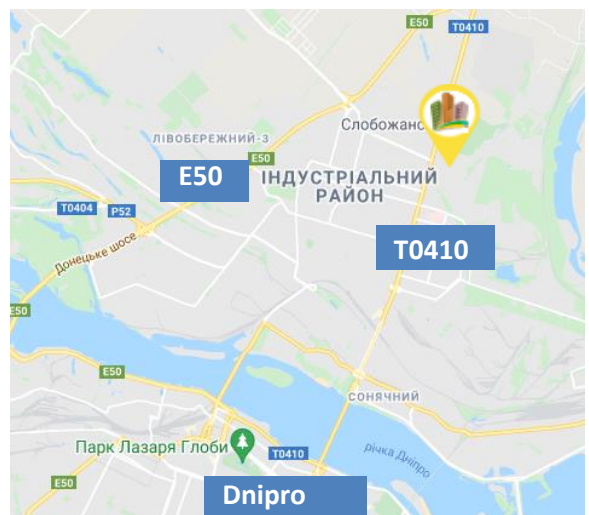 E50
T0410
Слобожанс
ЛІВОБЕРЕЖНИЙ-3
E50
E50
ІНДУСТРІАЛЬНИЙ
РАЙОН
T0404
P52
T0410
Донецьке шосе
E50
E50
СОНЯЧНИЙ
Парк Лазаря Глоби
T0410
річка Дніпро
E50
Dnipro